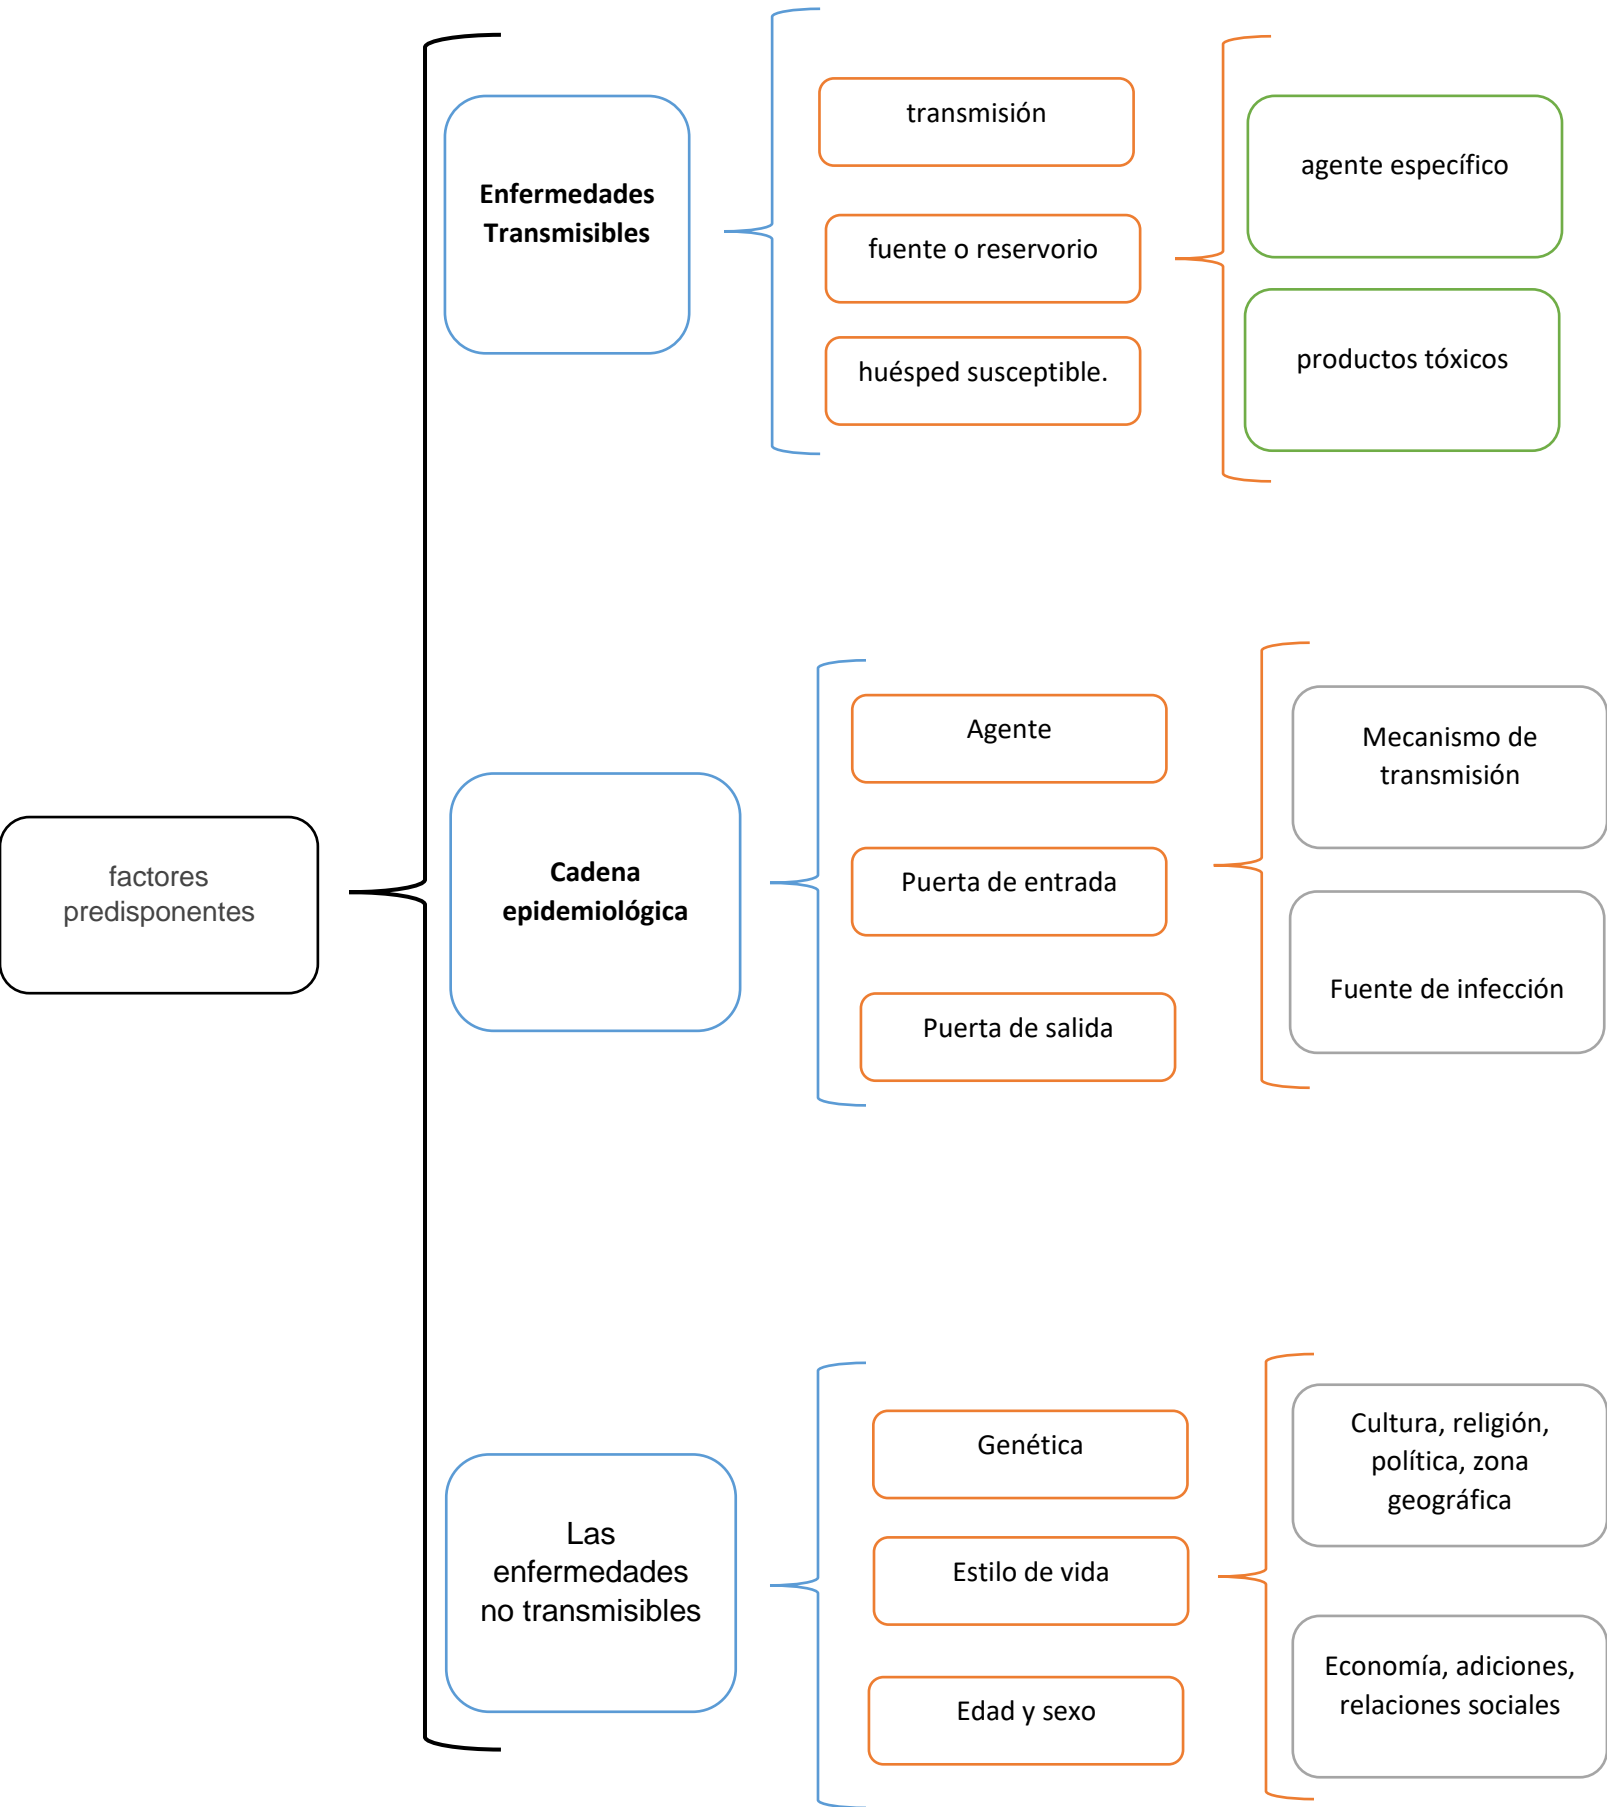 factores
predisponentes
Enfermedades
Transmisibles
transmisión
fuente o reservorio
huésped susceptible.
agente específico
productos tóxicos
Cadena
epidemiológica
Agente
Puerta de entrada
Puerta de salida
Mecanismo de
transmisión
Fuente de infección
Las
enfermedades
no transmisibles
Genética
Estilo de vida
Edad y sexo
Cultura, religión,
política, zona
geográfica
Economía, adiciones,
relaciones sociales